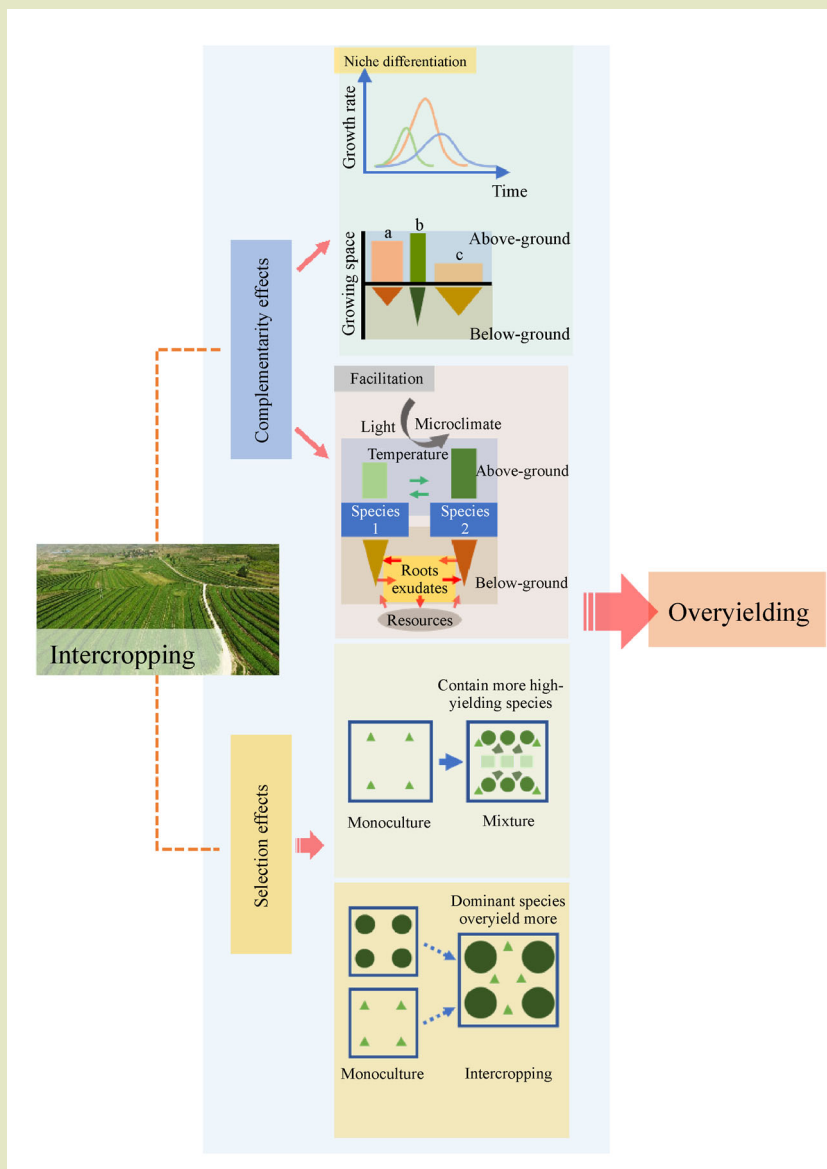 Niche differentiation
Growth rate
Time
Growing space
a
b
c
Above-ground
Below-ground
Complementarity effects
Facilitation
Light
Microclimate
Temperature
Above-ground
Species
1
Species
2
Roots
exudates
Below-ground
Resources
Intercropping
Overyielding
Selection effects
Contain more high-
yielding species
Monoculture
Mixture
Dominant species
overyield more
Monoculture
Intercropping